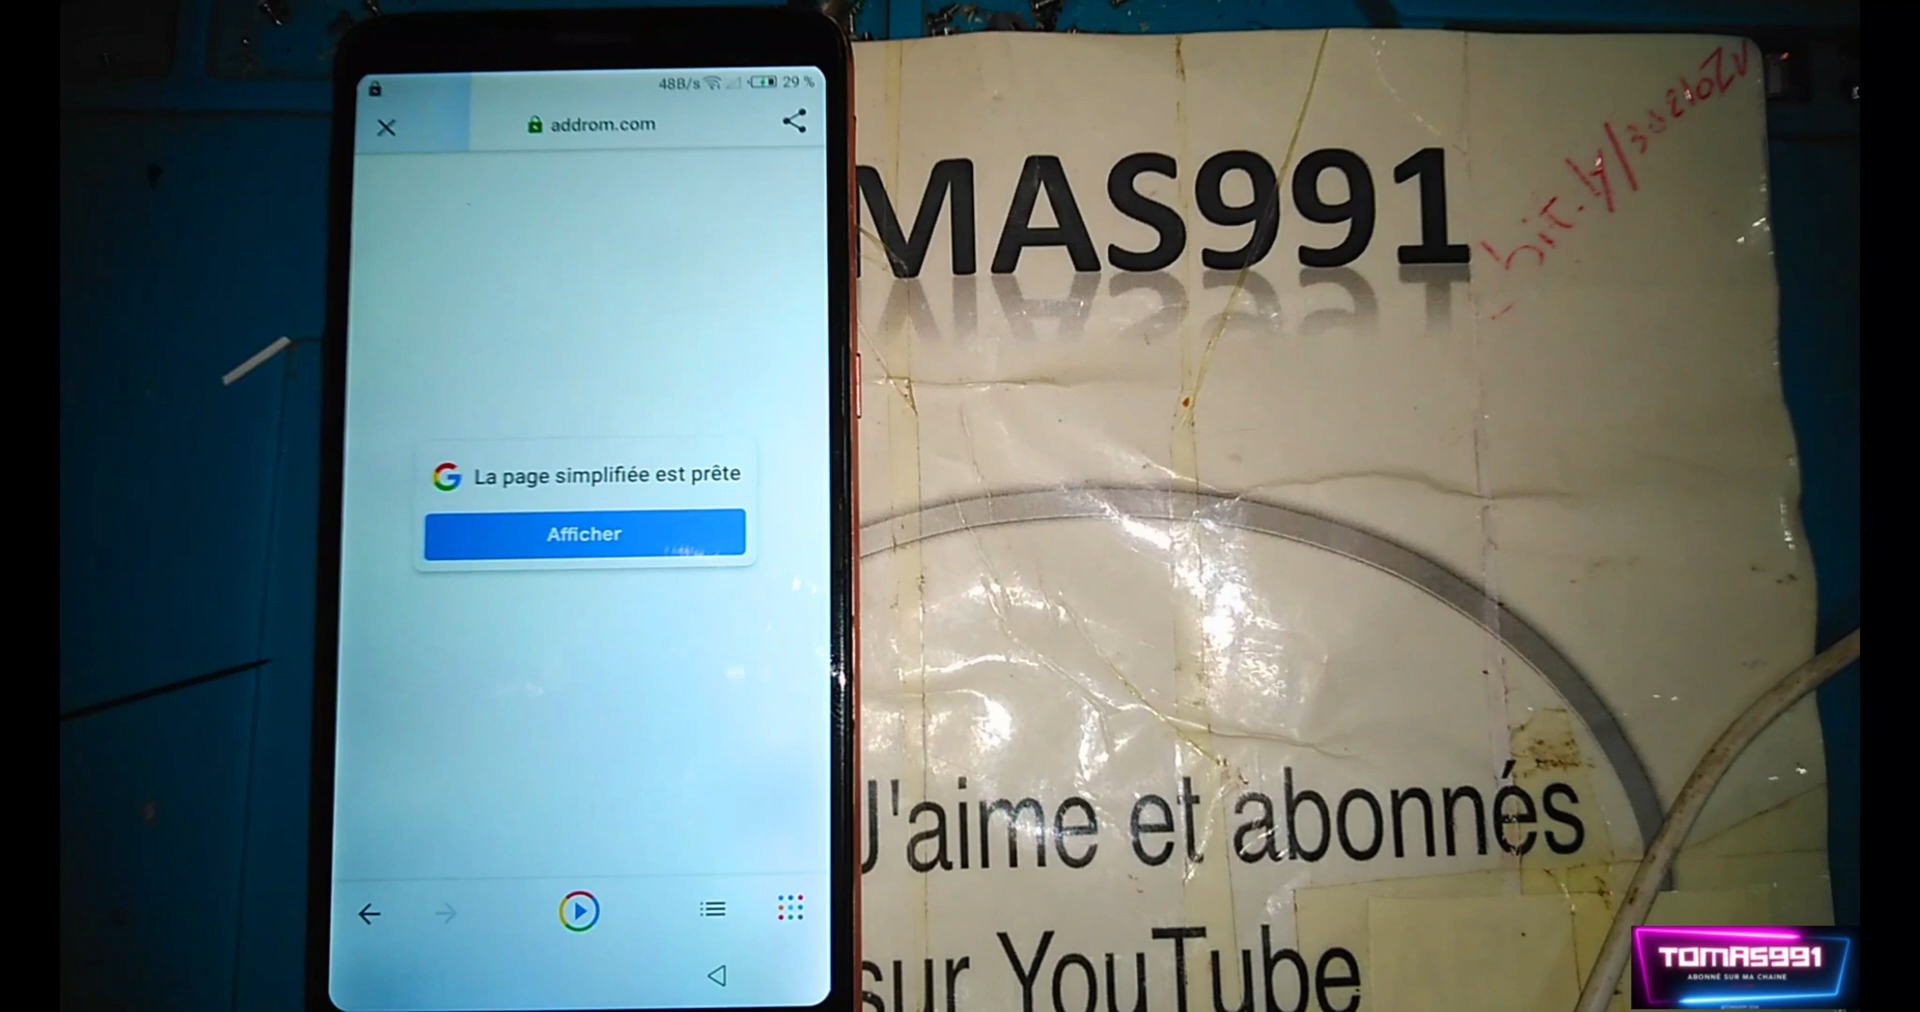 48B/s 29 %
addrom.com
La page simplifiée est prête
Afficher
MAS991
J'aime et abonnés
sur YouTube
TOMAS991
ABONNÉ SUR MA CHAINE